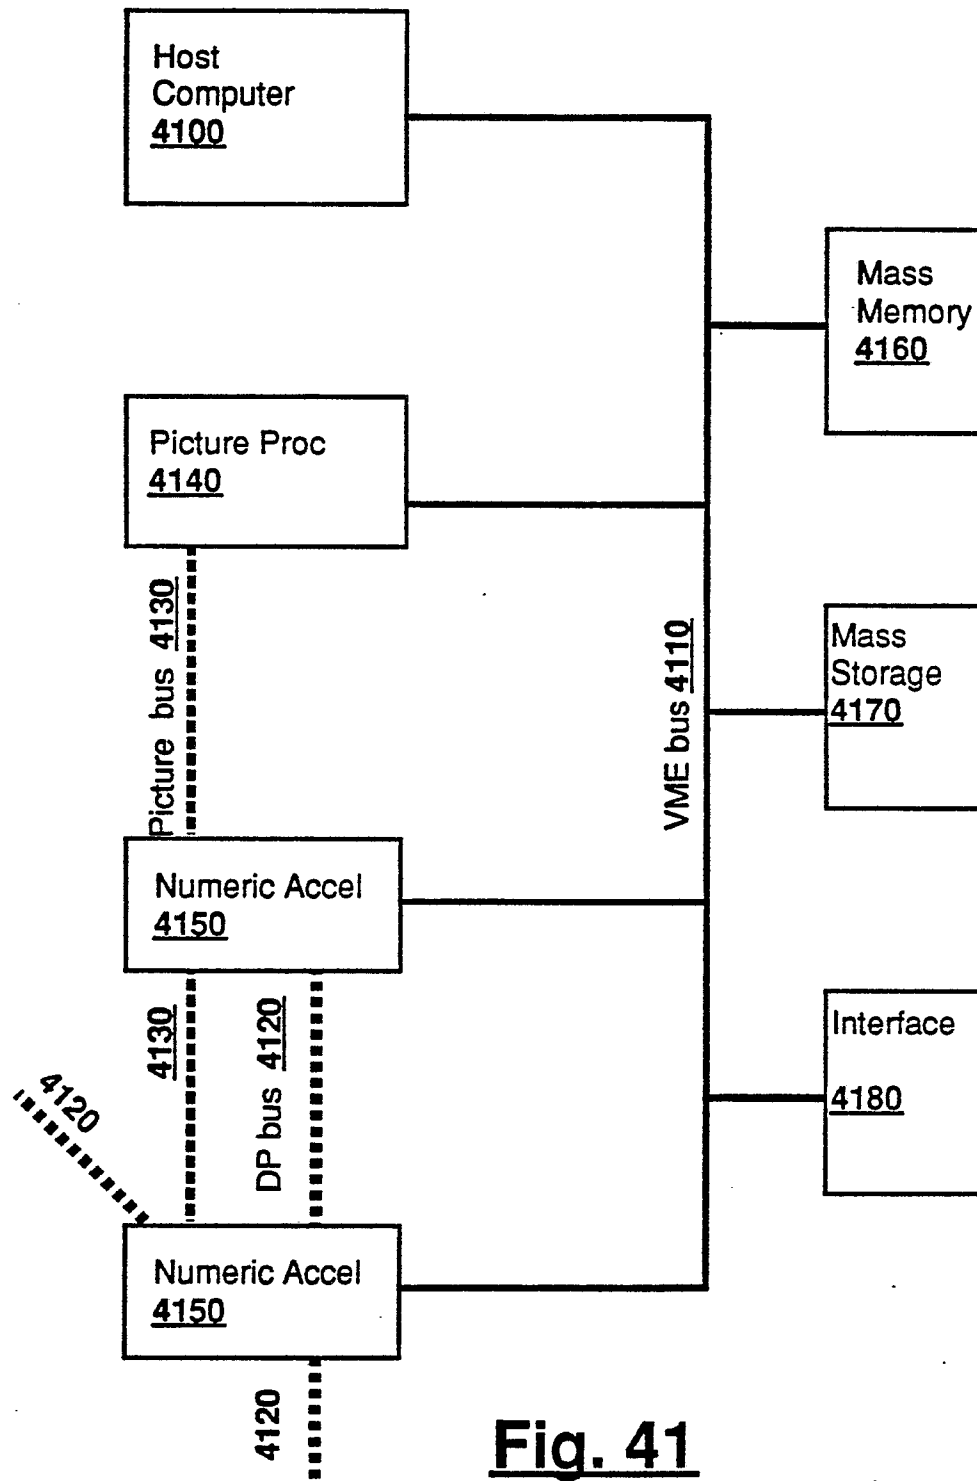 Host
Computer
4100
Mass
Memory
4160
Picture Proc
4140
Picture bus 4130
VME bus 4110
Mass
Storage
4170
Numeric Accel
4150
4130
DP bus 4120
4120
Interface
4180
Numeric Accel
4150
4120
Fig. 41